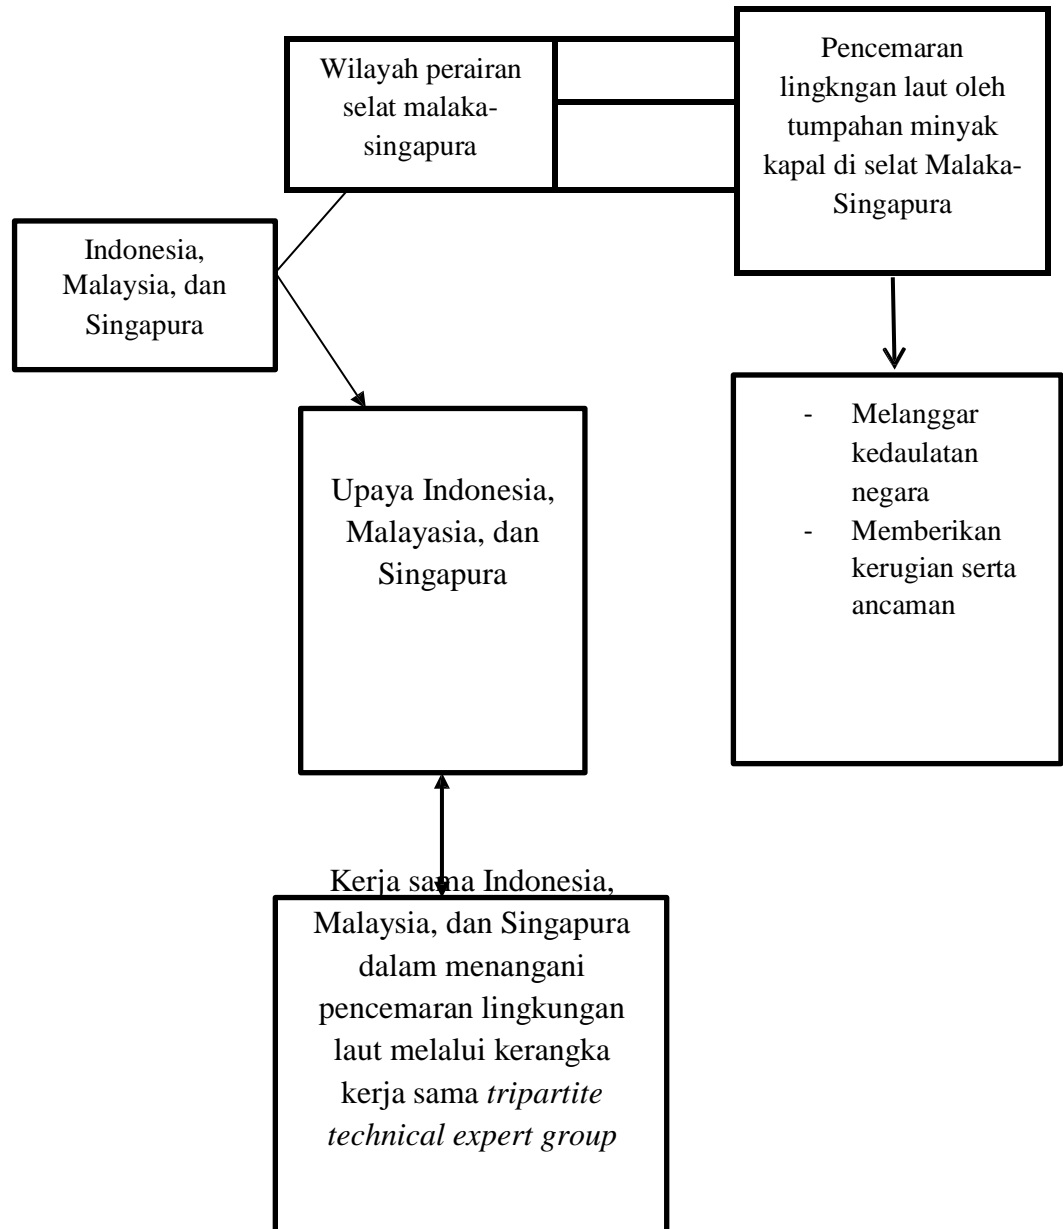 Wilayah perairan
selat malaka-
singapura
Pencemaran
lingkngan laut oleh
tumpahan minyak
kapal di selat Malaka-
Singapura
Indonesia,
Malaysia, dan
Singapura
- Melanggar
kedaulatan
negara
- Memberikan
kerugian serta
ancaman
Upaya Indonesia,
Malayasia, dan
Singapura
Kerja sama Indonesia,
Malaysia, dan Singapura
dalam menangani
pencemaran lingkungan
laut melalui kerangka
kerja sama tripartite
technical expert group